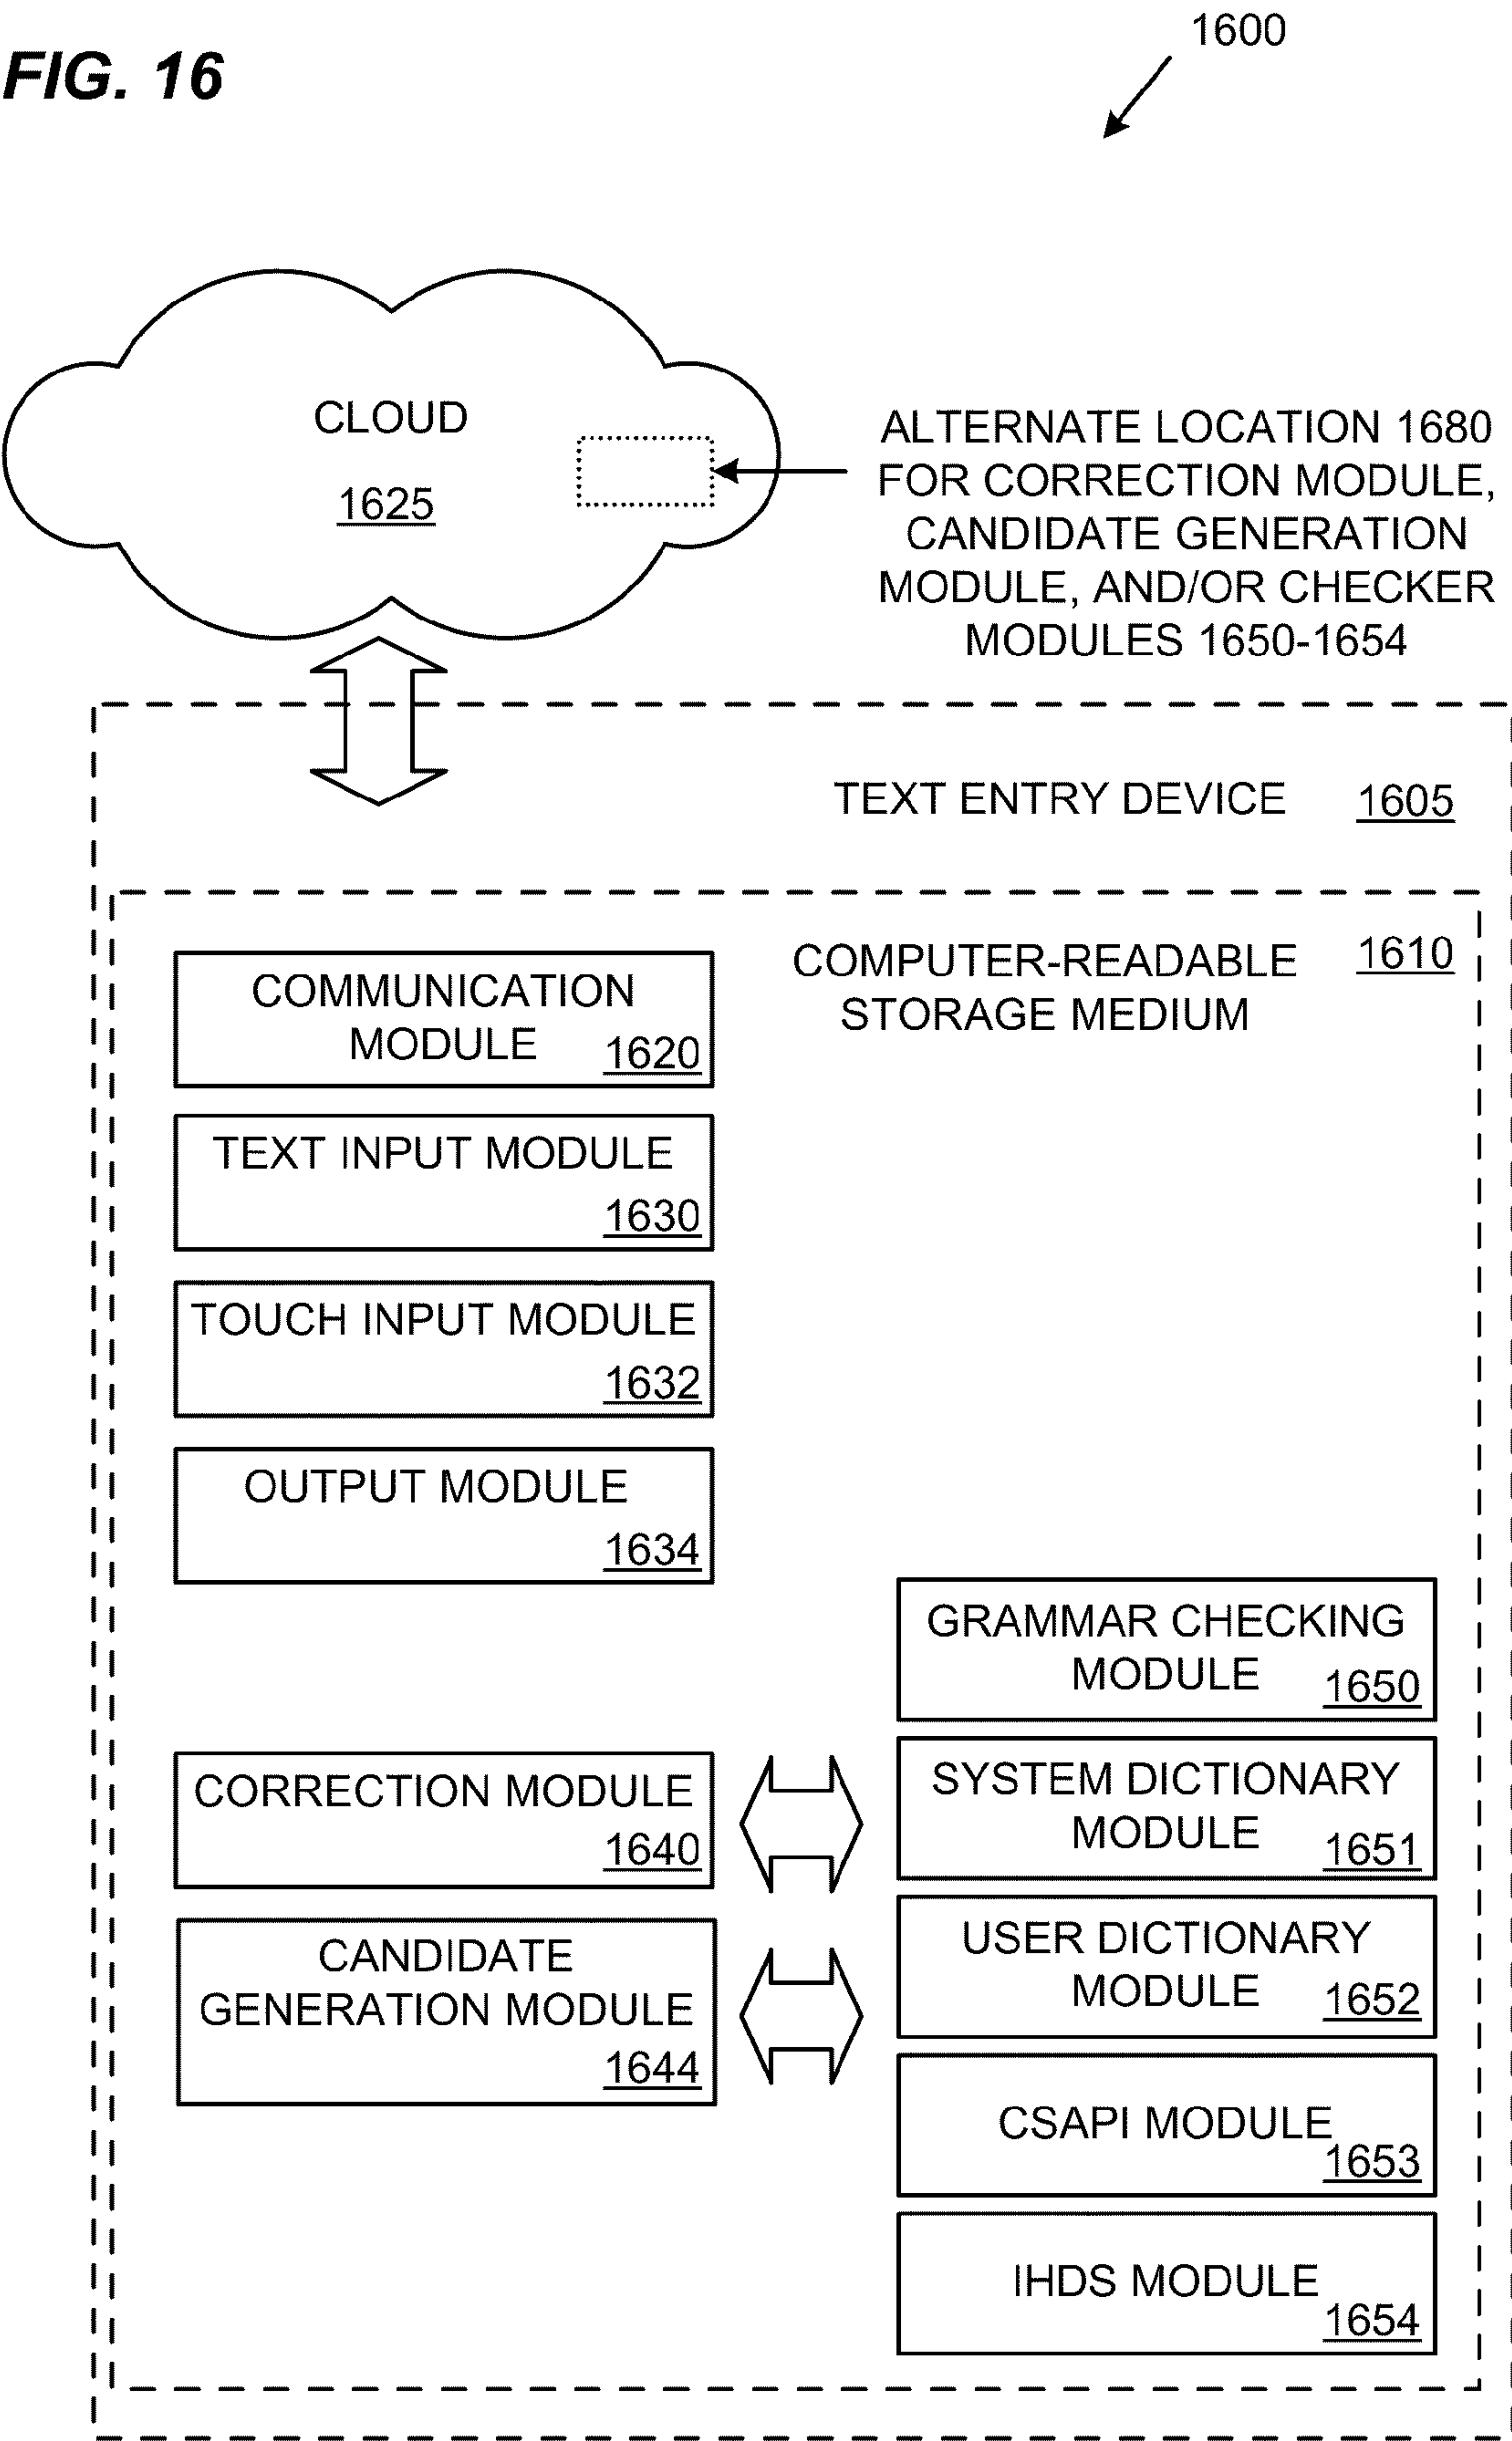 FIG. 16
1600
CLOUD
1625
ALTERNATE LOCATION 1680
FOR CORRECTION MODULE,
CANDIDATE GENERATION
MODULE, AND/OR CHECKER
MODULES 1650-1654
TEXT ENTRY DEVICE 1605
COMPUTER-READABLE 1610
STORAGE MEDIUM
COMMUNICATION
MODULE 1620
TEXT INPUT MODULE
1630
TOUCH INPUT MODULE
1632
OUTPUT MODULE
1634
CORRECTION MODULE
1640
CANDIDATE
GENERATION MODULE
1644
GRAMMAR CHECKING
MODULE 1650
SYSTEM DICTIONARY
MODULE 1651
USER DICTIONARY
MODULE 1652
CSAPI MODULE
1653
IHDS MODULE
1654